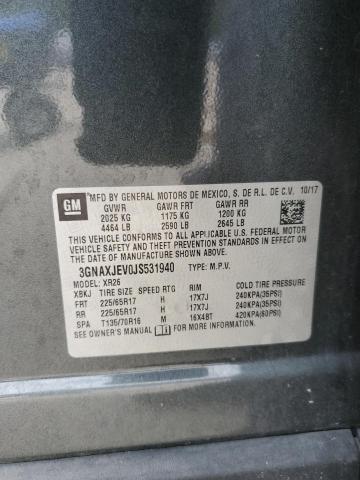 GM MFD BY GENERAL MOTORS DE MEXICO, S. DE R.L. DE C.V. 10/17
GVWR GAWR FRT GAWR RR
2025 KG 1175 KG 1200 KG
4464 LB 2590 LB 2645 LB
THIS VEHICLE CONFORMS TO ALL APPLICABLE U.S. FEDERAL MOTOR
VEHICLE SAFETY AND THEFT PREVENTION STANDARDS IN EFFECT ON
THE DATE OF MANUFACTURE SHOWN ABOVE.
3GNAXJEV0JS531940 TYPE: M.P.V.
MODEL: XR26
XBKJ TIRE SIZE SPEED RTG RIM COLD TIRE PRESSURE
FRT 225/65R17 H 17X7J 240KPA(35PSI)
RR 225/65R17 H 17X7J 240KPA(35PSI)
SPA T135/70R16 M 16X4BT 420KPA(60PSI)
SEE OWNER'S MANUAL FOR MORE INFORMATION.